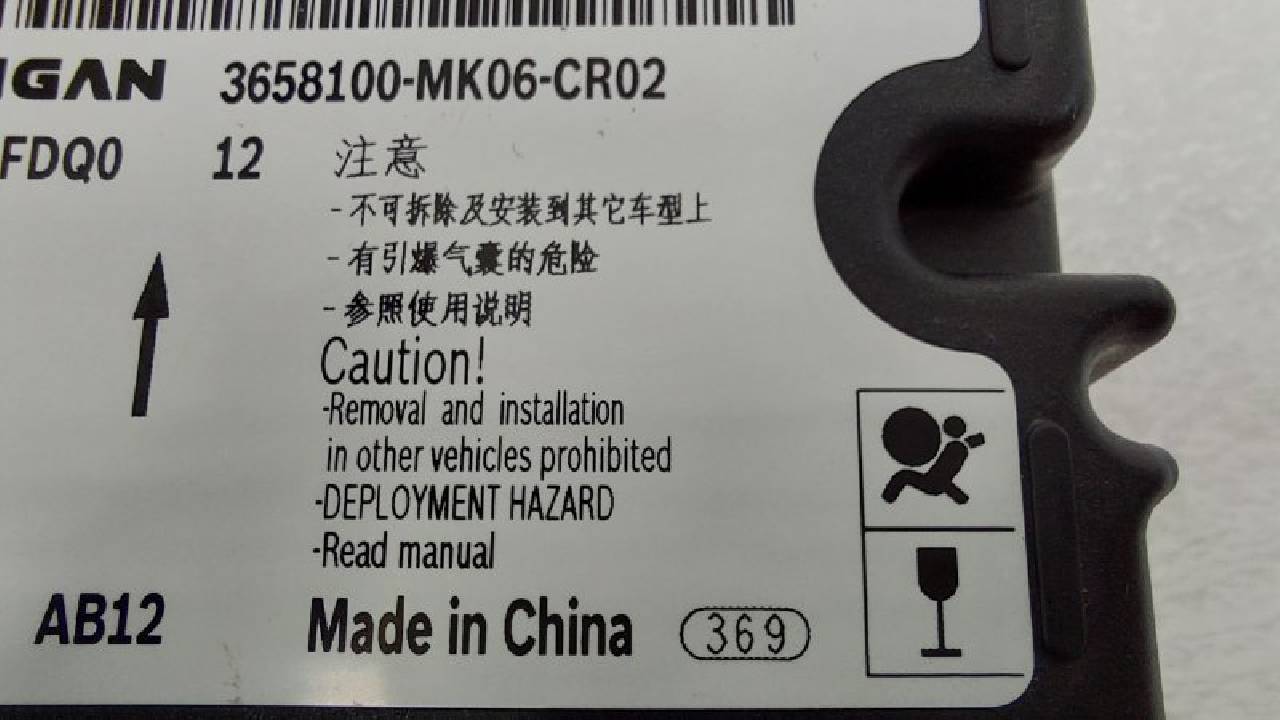 IGAN 3658100-MK06-CR02
FDQ0 12 注意
-不可拆除及安装到其它车型上
-有引爆气囊的危险
-参照使用说明
Caution!
-Removal and installation
in other vehicles prohibited
-DEPLOYMENT HAZARD
-Read manual
AB12 Made in China 369